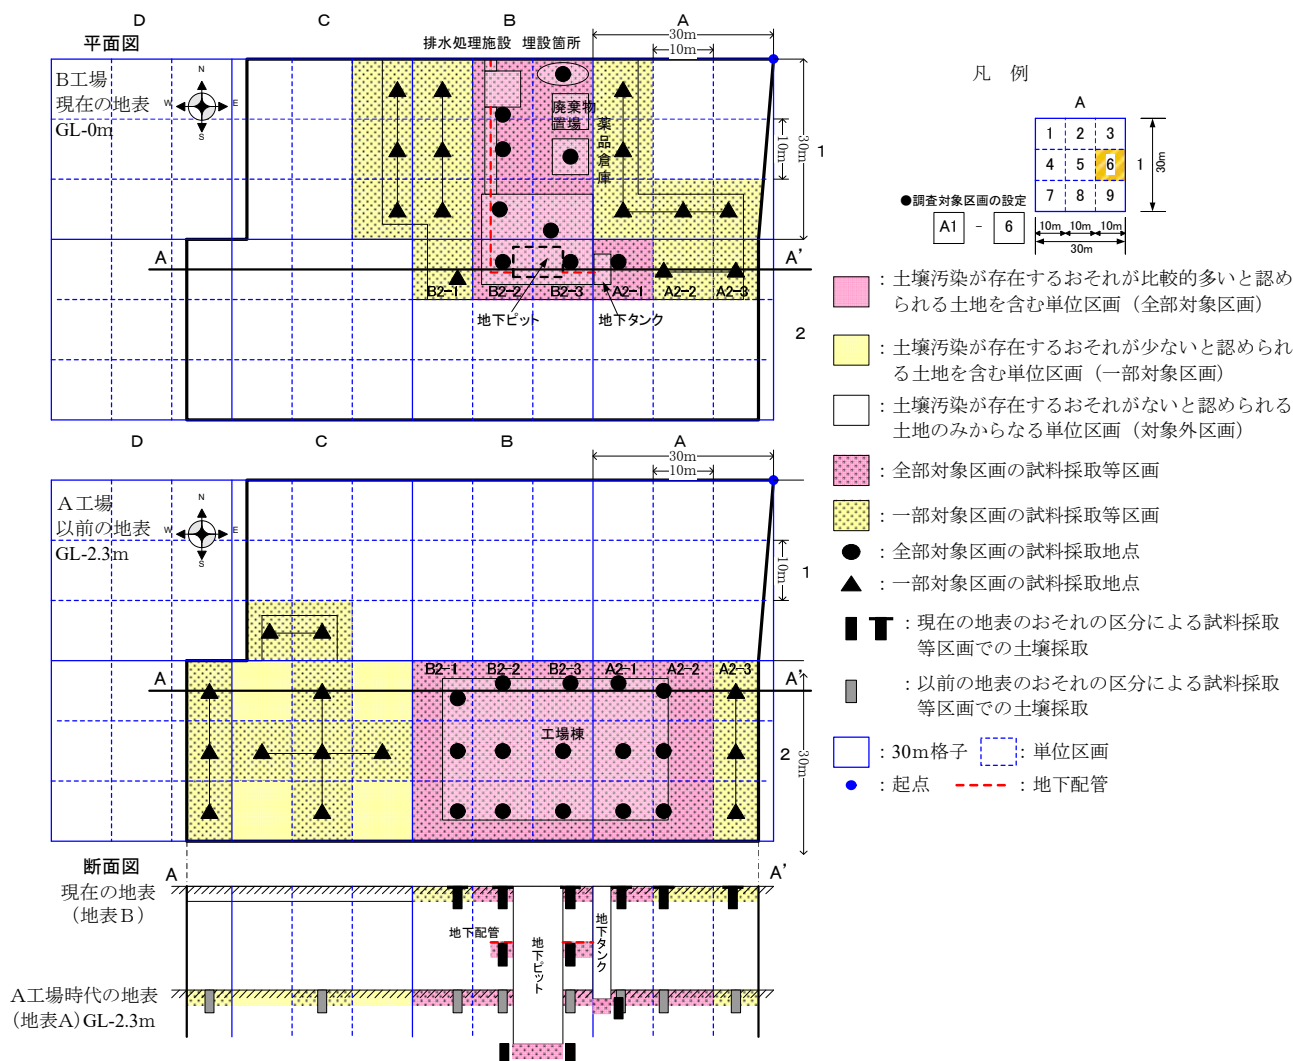 D
C
B
A
平面図
排水処理施設 埋設箇所
30m
10m
B工場
現在の地表
GL-0m
N
W
E
S
廃棄物
置場
薬品倉庫
10m
30m
1
A
A'
B2-1
B2-2
B2-3
A2-1
A2-2
A2-3
地下ピット
地下タンク
2
D
C
B
A
30m
10m
A工場
以前の地表
GL-2.3m
N
W
E
S
10m
1
B2-1
B2-2
B2-3
A2-1
A2-2
A2-3
A
A'
工場棟
2
30m
断面図
A
A'
現在の地表
(地表B)
地下配管
地下ピット
地下タンク
A工場時代の地表
(地表A)GL-2.3m
凡 例
A
1 2 3
4 5 6
7 8 9
1
30m
10m 10m 10m
30m
●調査対象区画の設定
A1 - 6
：土壌汚染が存在するおそれが比較的多いと認め
られる土地を含む単位区画（全部対象区画）
：土壌汚染が存在するおそれが少ないと認められ
る土地を含む単位区画（一部対象区画）
：土壌汚染が存在するおそれがないと認められる
土地のみからなる単位区画（対象外区画）
：全部対象区画の試料採取等区画
：一部対象区画の試料採取等区画
：全部対象区画の試料採取地点
：一部対象区画の試料採取地点
：現在の地表のおそれの区分による試料採取
等区画での土壌採取
：以前の地表のおそれの区分による試料採取
等区画での土壌採取
：30m格子
：単位区画
：起点
：地下配管